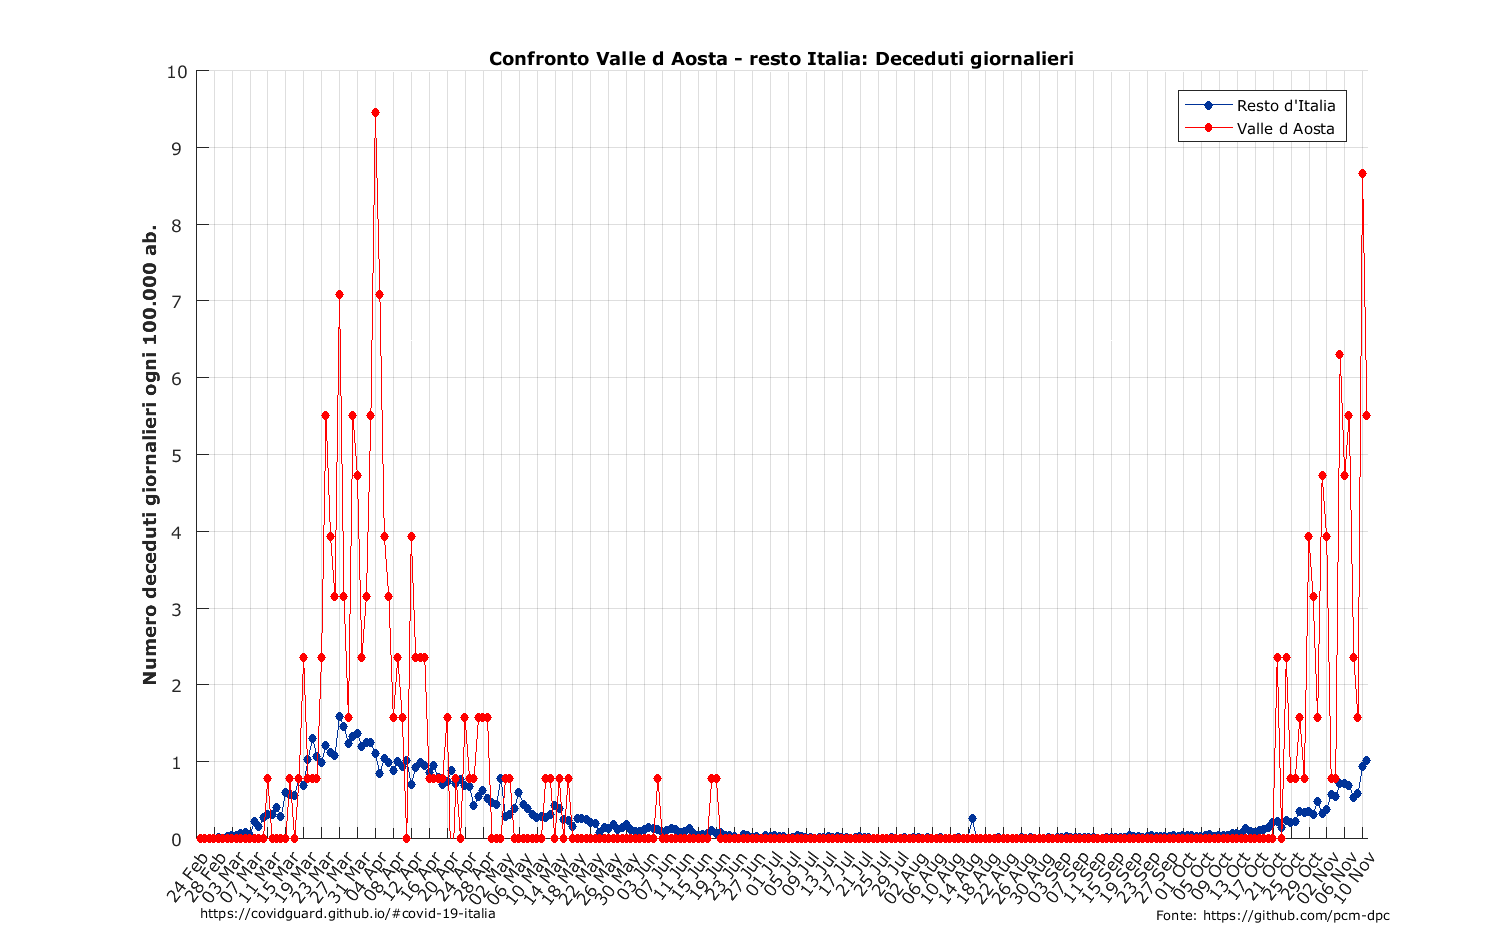 Confronto Valle d Aosta - resto Italia: Deceduti giornalieri
Resto d'Italia
Valle d Aosta
Numero deceduti giornalieri ogni 100.000 ab.
10
9
8
7
6
5
4
3
2
1
0
24 Feb
28 Feb
03 Mar
07 Mar
11 Mar
15 Mar
19 Mar
23 Mar
27 Mar
31 Mar
04 Apr
08 Apr
12 Apr
16 Apr
20 Apr
24 Apr
28 Apr
02 May
06 May
10 May
14 May
18 May
22 May
26 May
30 May
03 Jun
07 Jun
11 Jun
15 Jun
19 Jun
23 Jun
27 Jun
01 Jul
05 Jul
09 Jul
13 Jul
17 Jul
21 Jul
25 Jul
29 Jul
02 Aug
06 Aug
10 Aug
14 Aug
18 Aug
22 Aug
26 Aug
30 Aug
03 Sep
07 Sep
11 Sep
15 Sep
19 Sep
23 Sep
27 Sep
01 Oct
05 Oct
09 Oct
13 Oct
17 Oct
21 Oct
25 Oct
29 Oct
02 Nov
06 Nov
10 Nov
https://covidguard.github.io/#covid-19-italia
Fonte: https://github.com/pcm-dpc